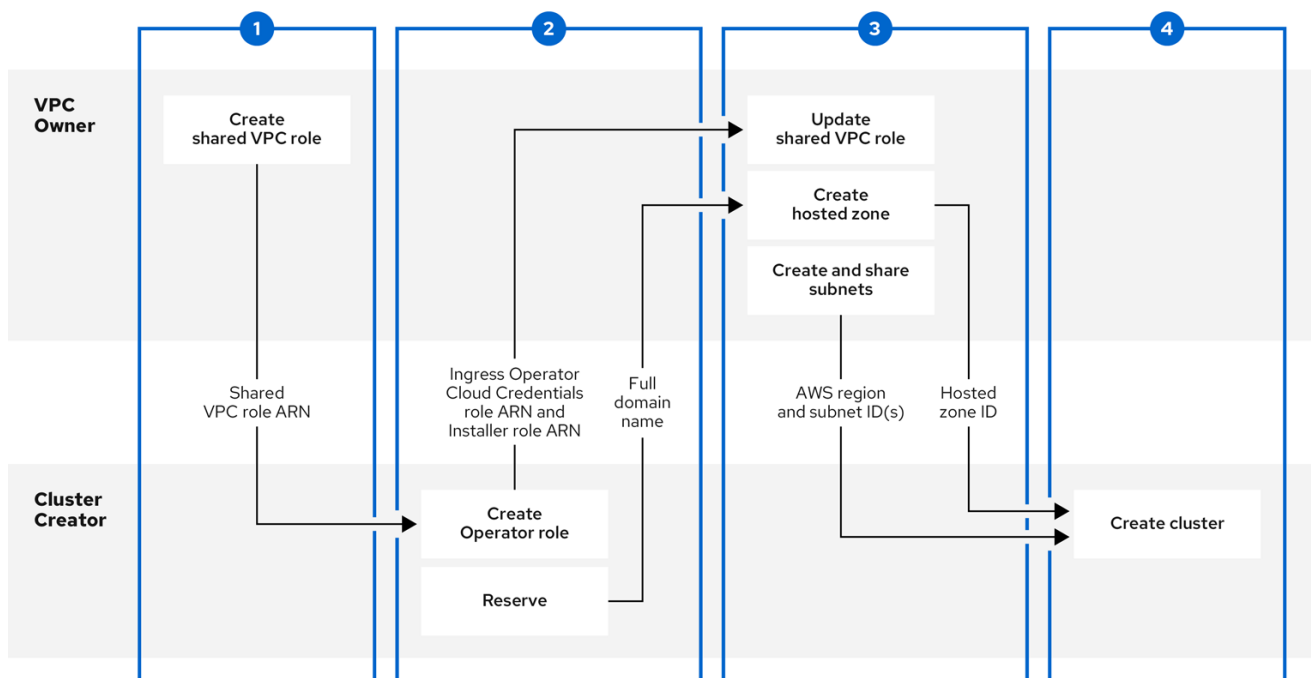 1
2
3
4
VPC
Owner
Create
shared VPC role
Update
shared VPC role
Create
hosted zone
Create and share
subnets
Shared
VPC role ARN
Ingress Operator
Cloud Credentials
role ARN and
Installer role ARN
Full
domain
name
AWS region
and subnet ID(s)
Hosted
zone ID
Cluster
Creator
Create
Operator role
Reserve
Create cluster